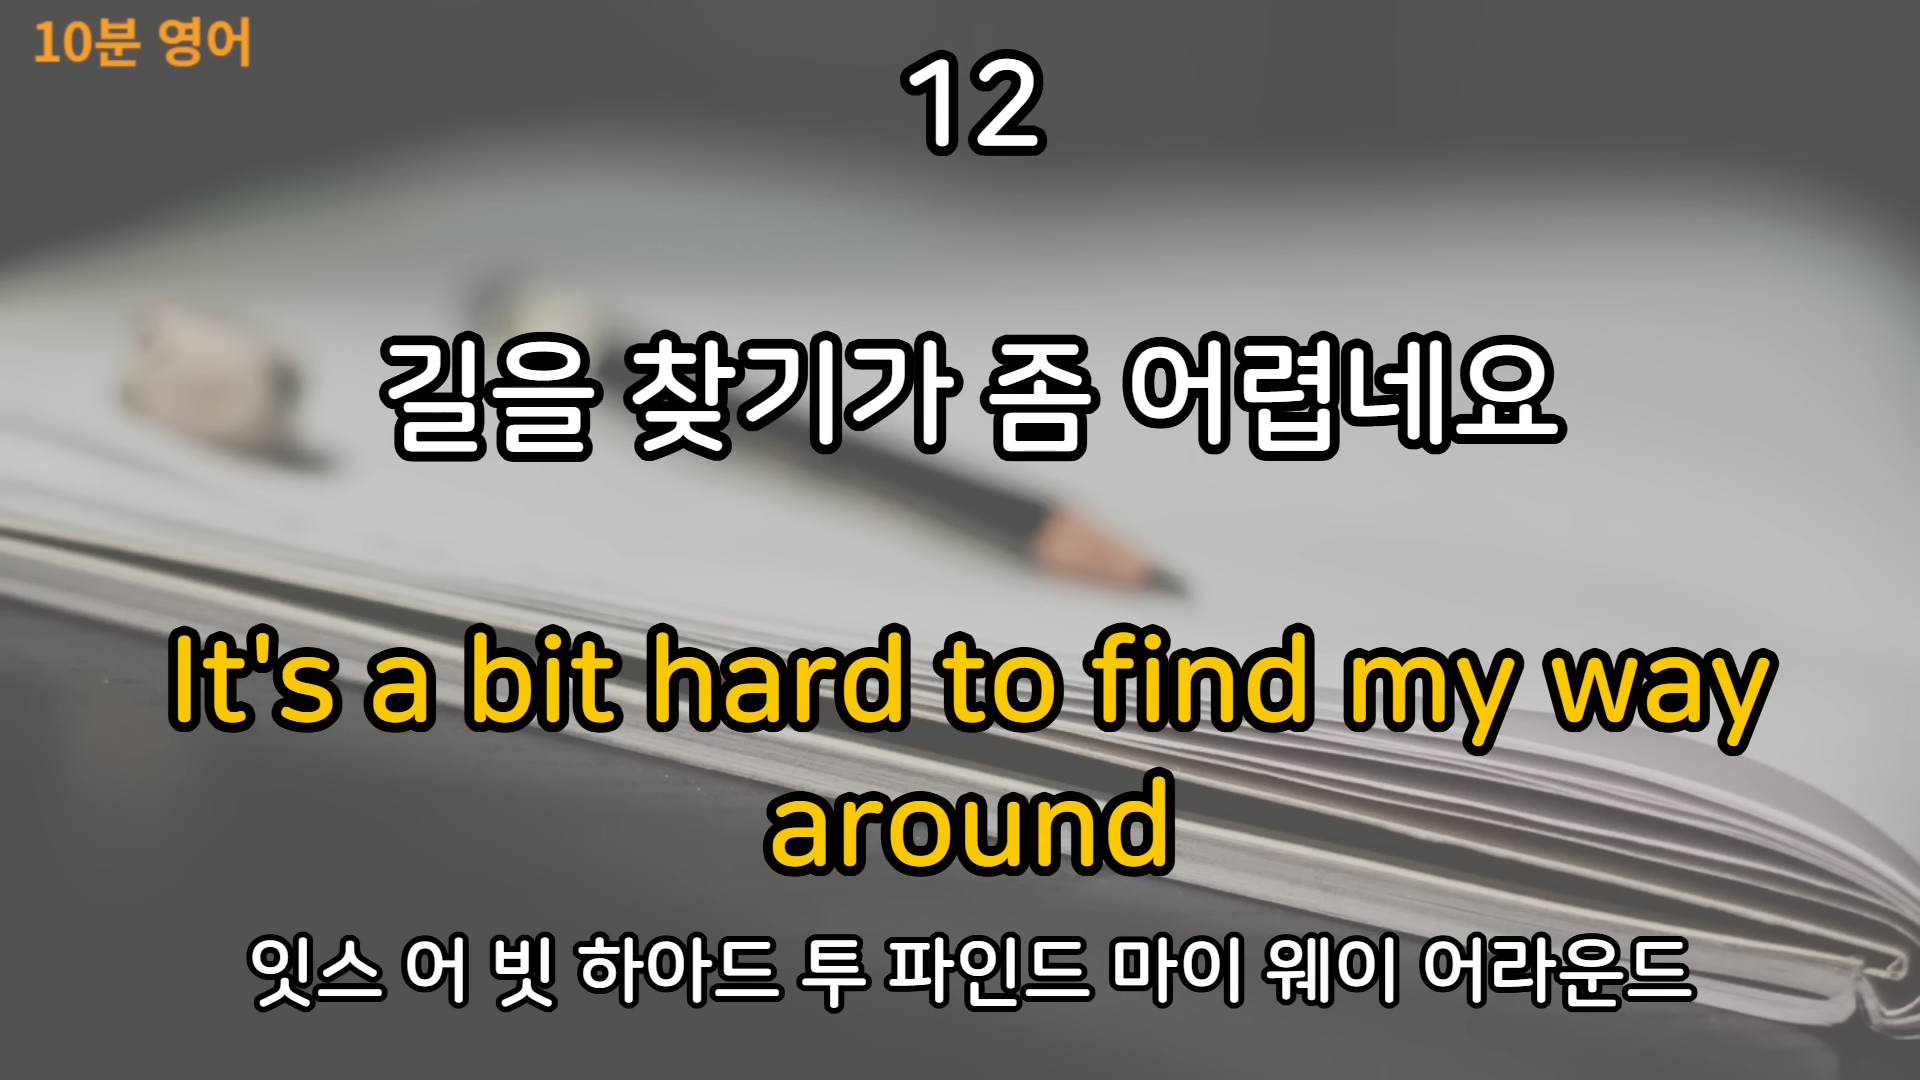 10분 영어
12
길을 찾기가 좀 어렵네요
It's a bit hard to find my way
around
잇스 어 빗 하아드 투 파인드 마이 웨이 어라운드